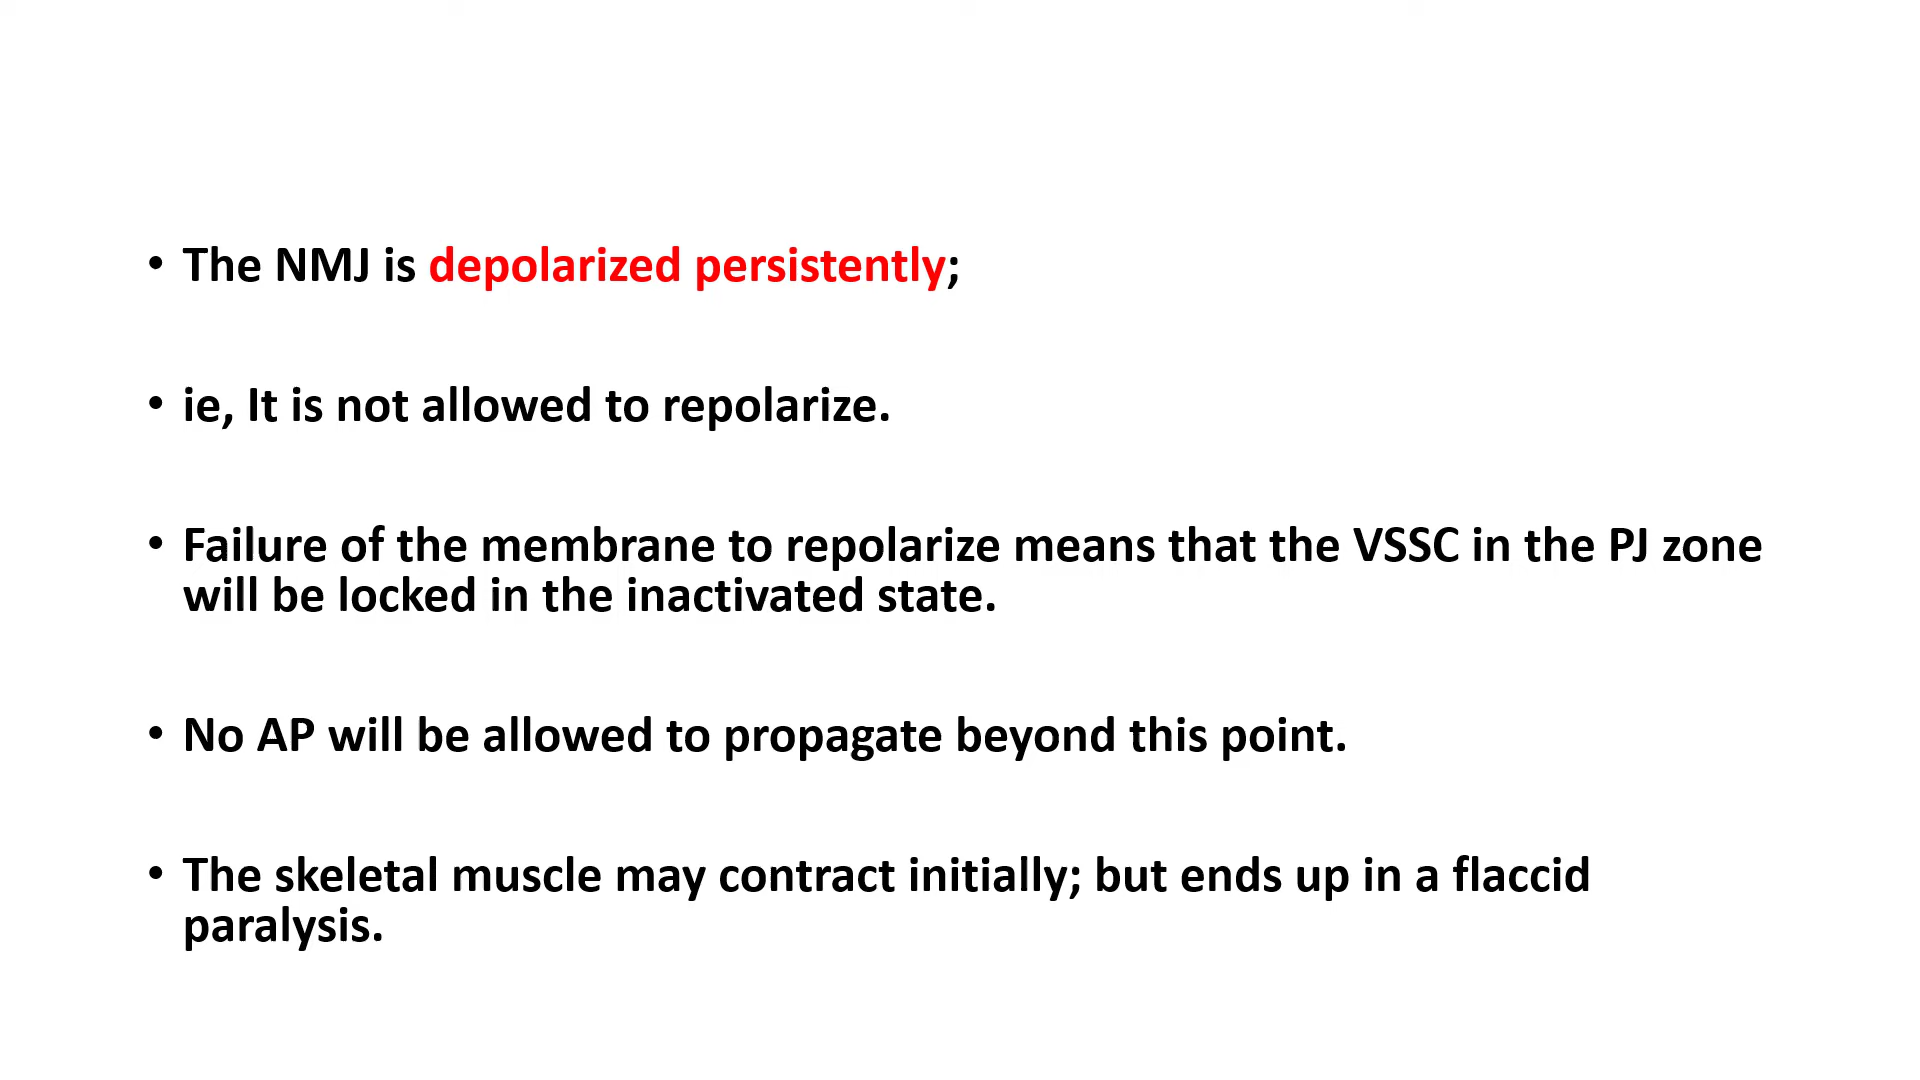 • The NMJ is depolarized persistently;
• ie, It is not allowed to repolarize.
• Failure of the membrane to repolarize means that the VSSC in the PJ zone
will be locked in the inactivated state.
• No AP will be allowed to propagate beyond this point.
• The skeletal muscle may contract initially; but ends up in a flaccid
paralysis.